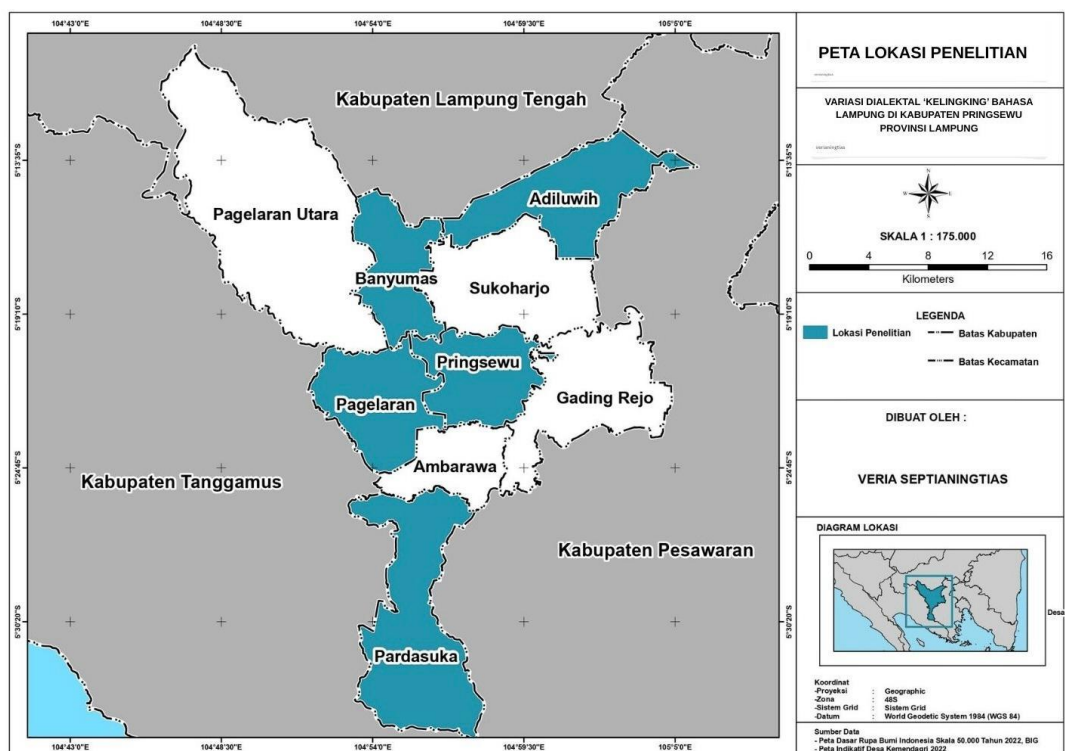 104°43'0"E 104°48'30"E 104°54'0"E 104°59'30"E 105°5'0"E
PETA LOKASI PENELITIAN
VARIASI DIALEKTAL ‘KELINGKING’ BAHASA
LAMPUNG DI KABUPATEN PRINGSEWU
PROVINSI LAMPUNG
Kabupaten Lampung Tengah
5°13'35"S 5°13'35"S
Adiluwih
Pagelaran Utara
N
W E
S
SKALA 1 : 175.000
0 4 8 12 16
Kilometers
Banyumas
Sukoharjo
5°19'10"S 5°19'10"S
LEGENDA
Lokasi Penelitian
Batas Kabupaten
Batas Kecamatan
Pringsewu
Pagelaran
Gading Rejo
DIBUAT OLEH :
Ambarawa
5°24'45"S 5°24'45"S
Kabupaten Tanggamus
VERIA SEPTIANINGTIAS
Kabupaten Pesawaran
DIAGRAM LOKASI
Desa
5°30'20"S 5°30'20"S
Pardasuka
Koordinat
-Proyeksi : Geographic
-Zona : 48S
-Sistem Grid : Sistem Grid
-Datum : World Geodetic System 1984 (WGS 84)
Sumber Data
- Peta Dasar Rupa Bumi Indonesia Skala 50.000 Tahun 2022, BIG
- Peta Indikatif Desa Kemendagri 2022
104°43'0"E 104°48'30"E 104°54'0"E 104°59'30"E 105°5'0"E